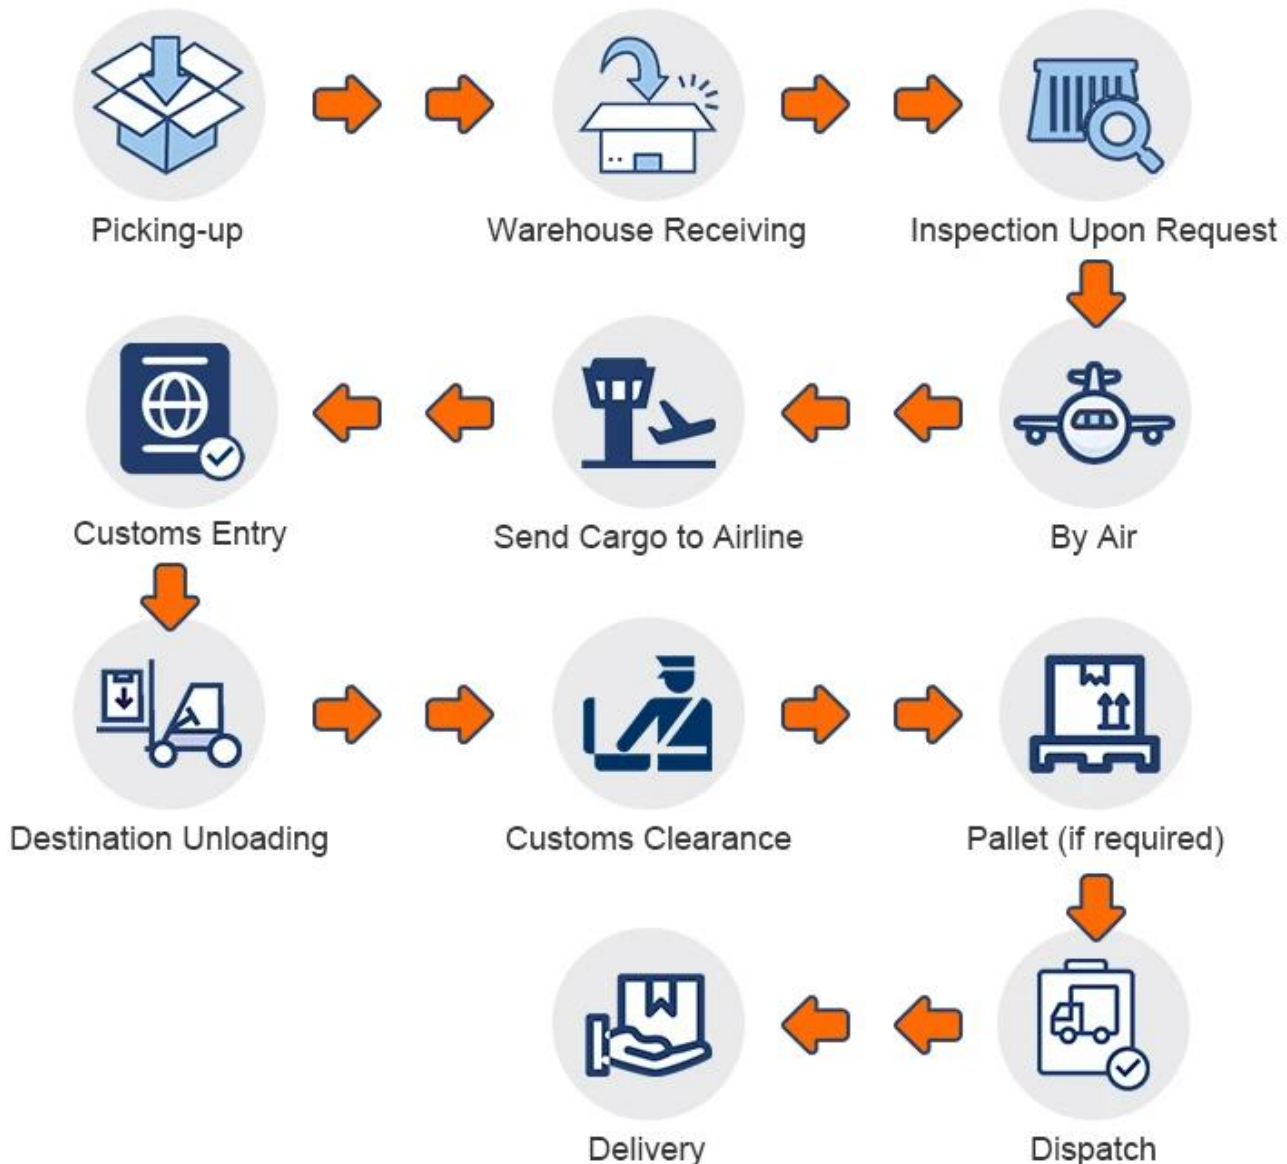 Picking-up
Warehouse Receiving
Inspection Upon Request
By Air
Send Cargo to Airline
Customs Entry
Destination Unloading
Customs Clearance
Pallet (if required)
Dispatch
Delivery